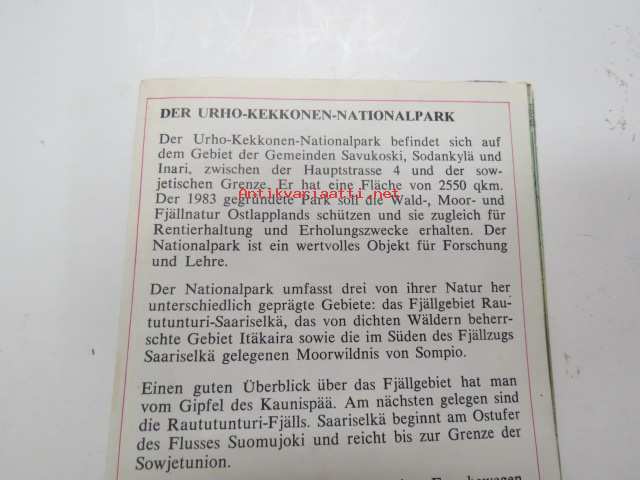 DER URHO-KEKKONEN-NATIONALPARK
Der Urho-Kekkonen-Nationalpark befindet sich auf
dem Gebiet der Gemeinden Savukoski, Sodankylä und
Inari, zwischen der Hauptstrasse 4 und der sow-
jetischen Grenze. Er hat eine Fläche von 2550 qkm.
Antikvariaatti.net
Der 1983 gegründete Park soll die Wald-, Moor- und
Fjällnatur Ostlapplands schützen und sie zugleich für
Rentierhaltung und Erholungszwecke erhalten. Der
Nationalpark ist ein wertvolles Objekt für Forschung
und Lehre.
Der Nationalpark umfasst drei von ihrer Natur her
unterschiedlich geprägte Gebiete: das Fjällgebiet Rau-
tutunturi-Saariselkä, das von dichten Wäldern beherr-
schte Gebiet Itäkaira sowie die im Süden des Fjällzugs
Saariselkä gelegenen Moorwildnis von Sompio.
Einen guten Überblick über das Fjällgebiet hat man
vom Gipfel des Kaunispää. Am nächsten gelegen sind
die Raututunturi-Fjälls. Saariselkä beginnt am Ostufer
des Flusses Suomujoki und reicht bis zur Grenze der
Sowjetunion.